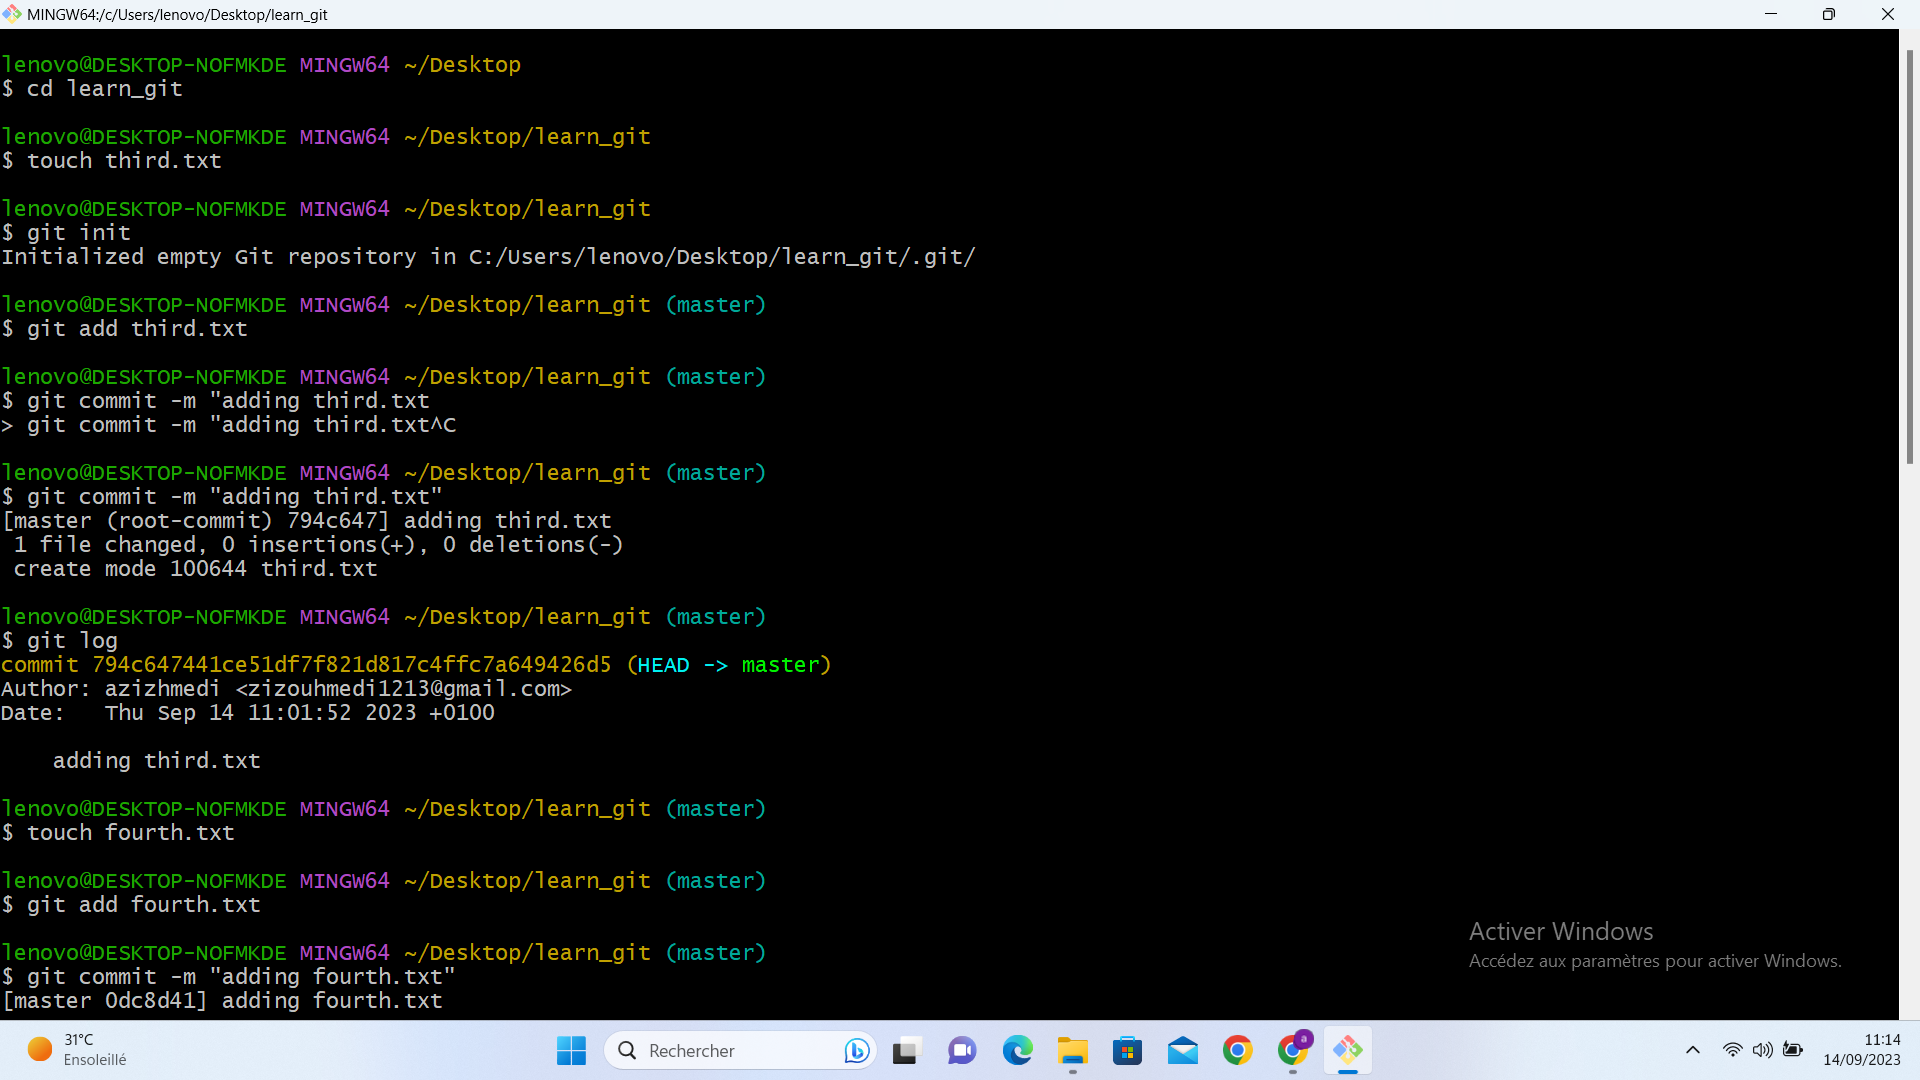 MINGW64:/c/Users/lenovo/Desktop/learn_git
lenovo@DESKTOP-NOFMKDE MINGW64 ~/Desktop
$ cd learn_git
lenovo@DESKTOP-NOFMKDE MINGW64 ~/Desktop/learn_git
$ touch third.txt
lenovo@DESKTOP-NOFMKDE MINGW64 ~/Desktop/learn_git
$ git init
Initialized empty Git repository in C:/Users/lenovo/Desktop/learn_git/.git/
lenovo@DESKTOP-NOFMKDE MINGW64 ~/Desktop/learn_git (master)
$ git add third.txt
lenovo@DESKTOP-NOFMKDE MINGW64 ~/Desktop/learn_git (master)
$ git commit -m "adding third.txt
> git commit -m "adding third.txt^C
lenovo@DESKTOP-NOFMKDE MINGW64 ~/Desktop/learn_git (master)
$ git commit -m "adding third.txt"
[master (root-commit) 794c647] adding third.txt
1 file changed, 0 insertions(+), 0 deletions(-)
create mode 100644 third.txt
lenovo@DESKTOP-NOFMKDE MINGW64 ~/Desktop/learn_git (master)
$ git log
commit 794c647441ce51df7f821d817c4ffc7a649426d5 (HEAD -> master)
Author: azizhmedi <zizouhmedi1213@gmail.com>
Date:   Thu Sep 14 11:01:52 2023 +0100
adding third.txt
lenovo@DESKTOP-NOFMKDE MINGW64 ~/Desktop/learn_git (master)
$ touch fourth.txt
lenovo@DESKTOP-NOFMKDE MINGW64 ~/Desktop/learn_git (master)
$ git add fourth.txt
lenovo@DESKTOP-NOFMKDE MINGW64 ~/Desktop/learn_git (master)
$ git commit -m "adding fourth.txt"
[master 0dc8d41] adding fourth.txt
Activer Windows
Accédez aux paramètres pour activer Windows.
31°C
Ensoleillé
Rechercher
a
11:14
14/09/2023